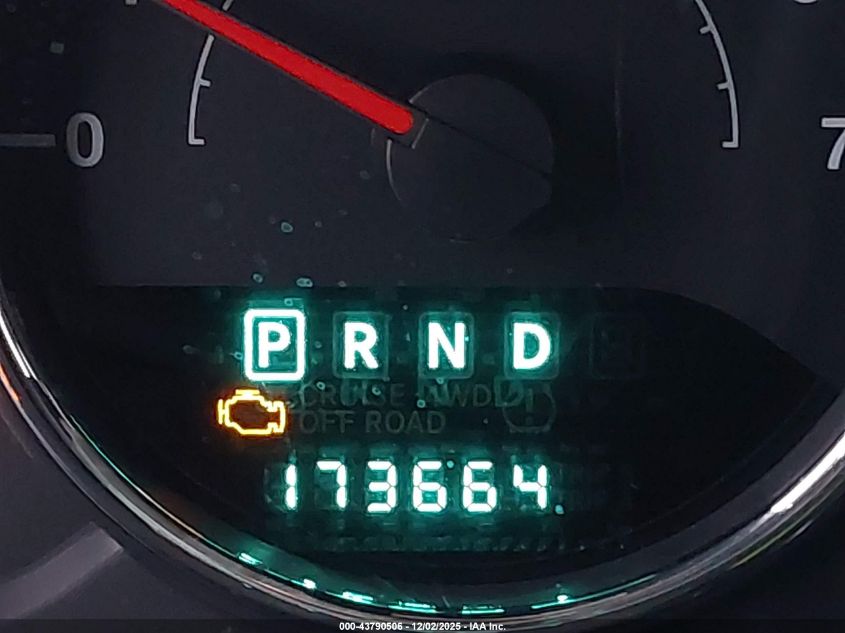 0
7
P R N D
CRUISE 4WD
OFF ROAD
173664
000-43790506 - 12/02/2025 - IAA Inc.